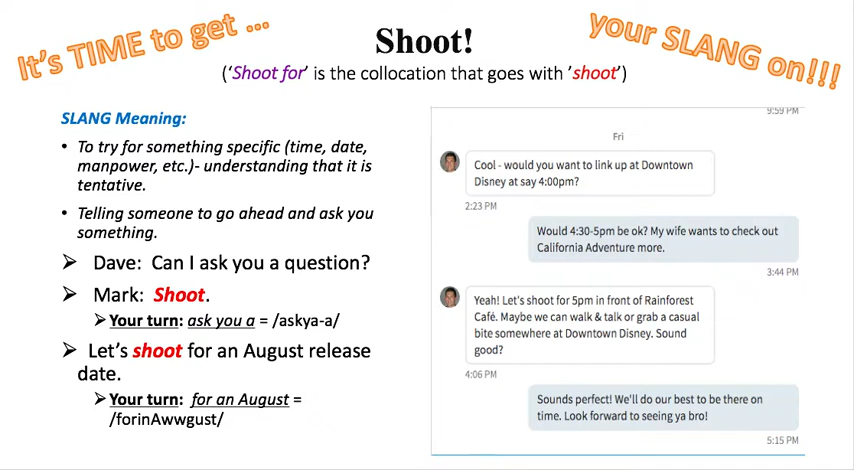 It's TIME to get ...
Shoot!
your SLANG on!!!
('Shoot for' is the collocation that goes with 'shoot')
SLANG Meaning:
• To try for something specific (time, date,
manpower, etc.)- understanding that it is
tentative.
• Telling someone to go ahead and ask you
something.
➢ Dave: Can I ask you a question?
➢ Mark: Shoot.
➢ Your turn: ask you a = /askya-a/
➢ Let's shoot for an August release
date.
➢ Your turn: for an August =
/forinAwwgust/
9:59 PM
Fri
Cool - would you want to link up at Downtown
Disney at say 4:00pm?
2:23 PM
Would 4:30-5pm be ok? My wife wants to check out
California Adventure more.
3:44 PM
Yeah! Let's shoot for 5pm in front of Rainforest
Café. Maybe we can walk & talk or grab a casual
bite somewhere at Downtown Disney. Sound
good?
4:06 PM
Sounds perfect! We'll do our best to be there on
time. Look forward to seeing ya bro!
5:15 PM